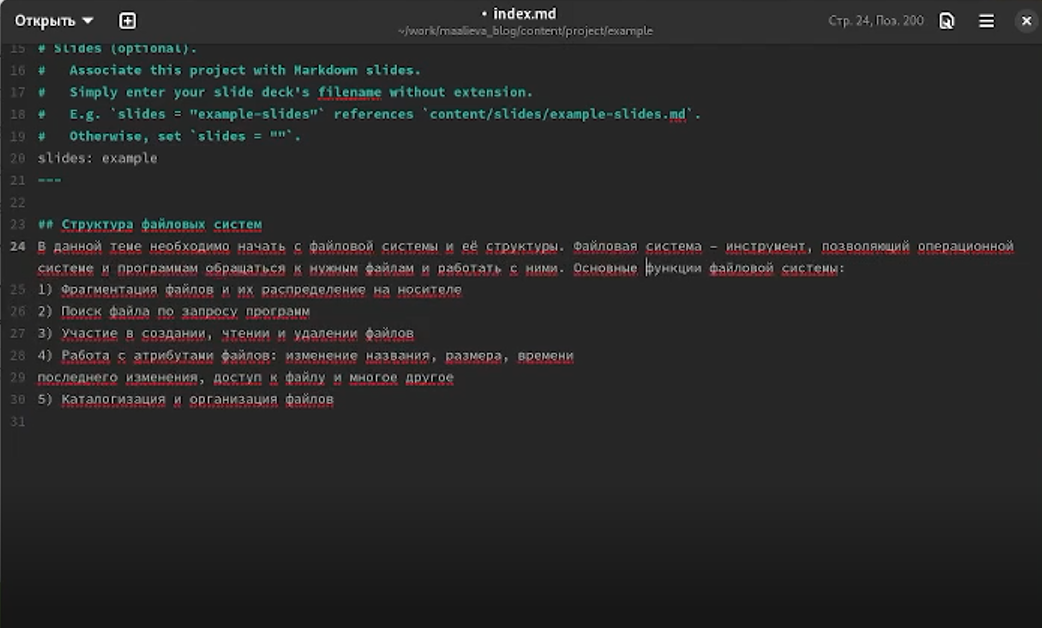 Открыть
• index.md
~/work/maalieva_blog/content/project/example
Стр. 24, Поз. 200
15 # Slides (optional).
16 #   Associate this project with Markdown slides.
17 #   Simply enter your slide deck's filename without extension.
18 #   E.g. `slides = "example-slides"` references `content/slides/example-slides.md`.
19 #   Otherwise, set `slides = ""`.
20 slides: example
21 ---
22
23 ## Структура файловых систем
24 В данной теме необходимо начать с файловой системы и её структуры. Файловая система – инструмент, позволяющий операционной
системе и программам обращаться к нужным файлам и работать с ними. Основные функции файловой системы:
25 1) Фрагментация файлов и их распределение на носителе
26 2) Поиск файла по запросу программ
27 3) Участие в создании, чтении и удалении файлов
28 4) Работа с атрибутами файлов: изменение названия, размера, времени
29 последнего изменения, доступ к файлу и многое другое
30 5) Каталогизация и организация файлов
31